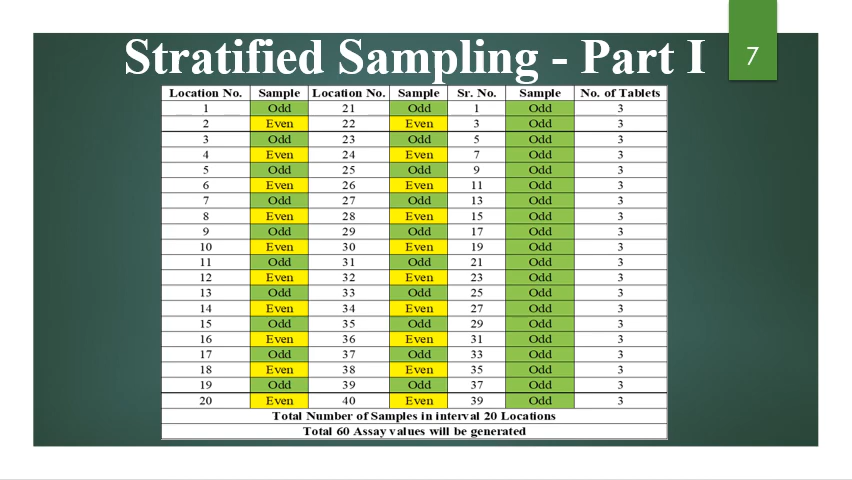 Stratified Sampling - Part I
7
Location No. Sample Location No. Sample Sr. No. Sample No. of Tablets
1 Odd 21 Odd 1 Odd 3
2 Even 22 Even 3 Odd 3
3 Odd 23 Odd 5 Odd 3
4 Even 24 Even 7 Odd 3
5 Odd 25 Odd 9 Odd 3
6 Even 26 Even 11 Odd 3
7 Odd 27 Odd 13 Odd 3
8 Even 28 Even 15 Odd 3
9 Odd 29 Odd 17 Odd 3
10 Even 30 Even 19 Odd 3
11 Odd 31 Odd 21 Odd 3
12 Even 32 Even 23 Odd 3
13 Odd 33 Odd 25 Odd 3
14 Even 34 Even 27 Odd 3
15 Odd 35 Odd 29 Odd 3
16 Even 36 Even 31 Odd 3
17 Odd 37 Odd 33 Odd 3
18 Even 38 Even 35 Odd 3
19 Odd 39 Odd 37 Odd 3
20 Even 40 Even 39 Odd 3
Total Number of Samples in interval 20 Locations
Total 60 Assay values will be generated